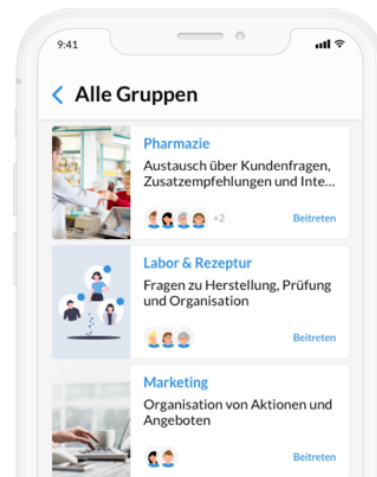 9:41
Alle Gruppen
Pharmazie
Austausch über Kundenfragen,
Zusatzempfehlungen und Inte...
+2
Beitreten
Labor & Rezeptur
Fragen zu Herstellung, Prüfung
und Organisation
Beitreten
Marketing
Organisation von Aktionen und
Angeboten
Beitreten